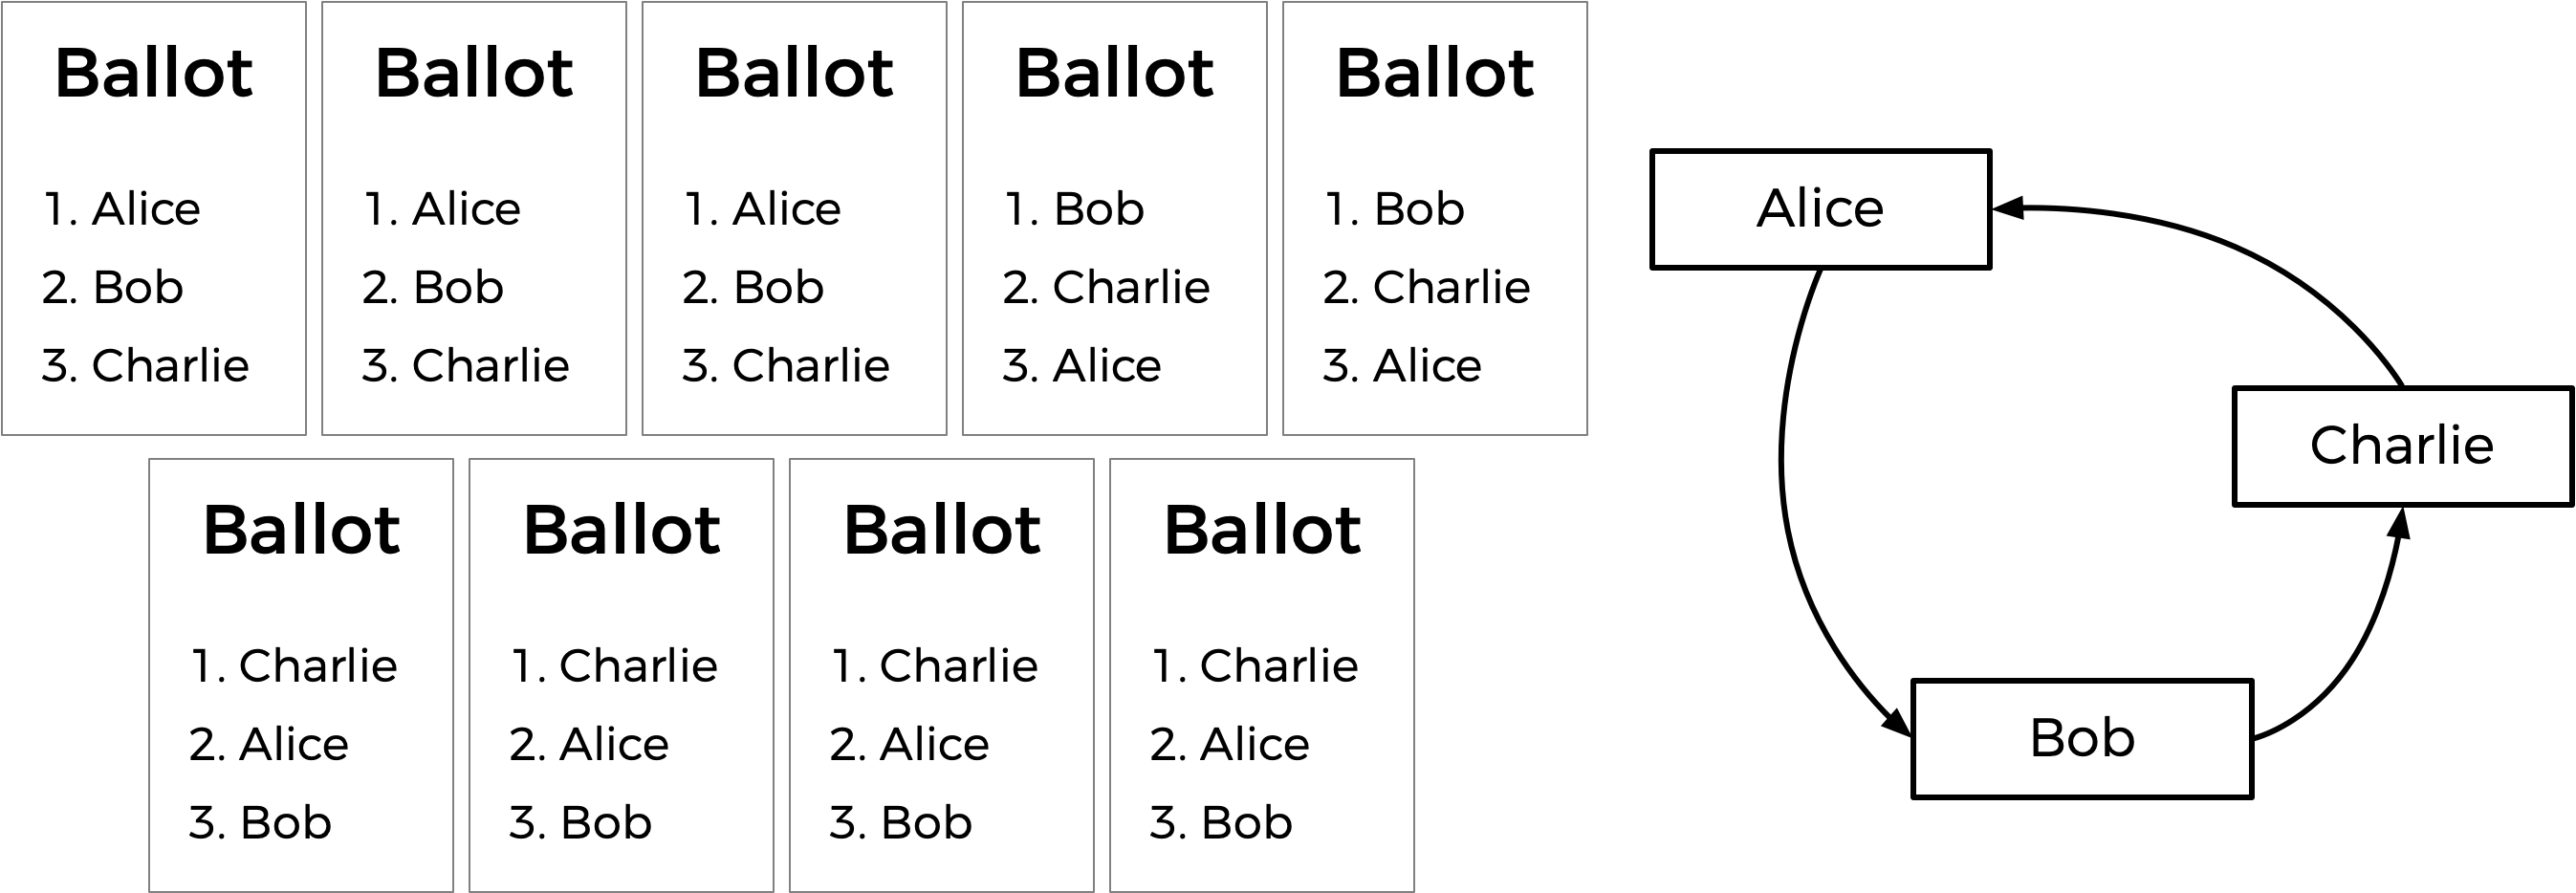 Ballot
1. Alice
2. Bob
3. Charlie
Ballot
1. Alice
2. Bob
3. Charlie
Ballot
1. Alice
2. Bob
3. Charlie
Ballot
1. Bob
2. Charlie
3. Alice
Ballot
1. Bob
2. Charlie
3. Alice
Ballot
1. Charlie
2. Alice
3. Bob
Ballot
1. Charlie
2. Alice
3. Bob
Ballot
1. Charlie
2. Alice
3. Bob
Ballot
1. Charlie
2. Alice
3. Bob
Alice
Charlie
Bob